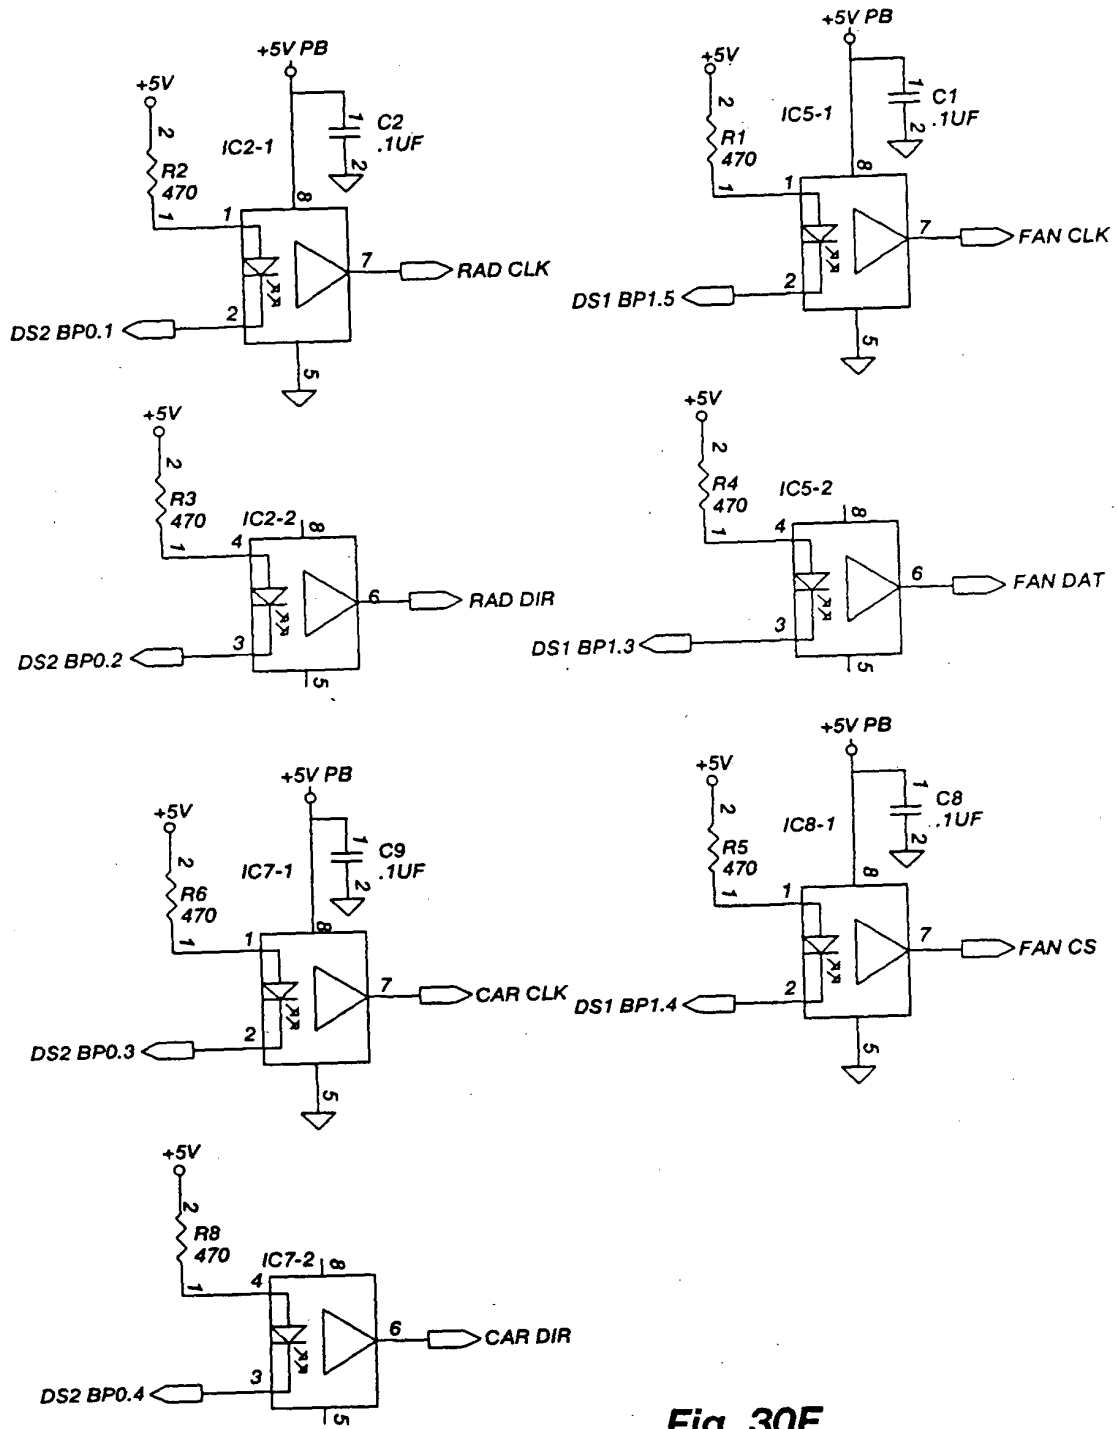 +5V PB
+5V
2
R2
470
1
IC2-1
1
C2
.1UF
2
8
1
7
RAD CLK
2
DS2 BP0.1
5
+5V PB
+5V
2
R1
470
1
IC5-1
1
C1
.1UF
2
8
1
7
FAN CLK
2
DS1 BP1.5
5
+5V
2
R3
470
1
IC2-2
8
4
6
RAD DIR
3
DS2 BP0.2
5
+5V
2
R4
470
1
IC5-2
8
4
6
FAN DAT
3
DS1 BP1.3
5
+5V PB
+5V
2
R6
470
1
IC7-1
1
C9
.1UF
2
8
1
7
CAR CLK
2
DS2 BP0.3
5
+5V PB
+5V
2
R5
470
1
IC8-1
1
C8
.1UF
2
8
1
7
FAN CS
2
DS1 BP1.4
5
+5V
2
R8
470
1
IC7-2
8
4
6
CAR DIR
3
DS2 BP0.4
5